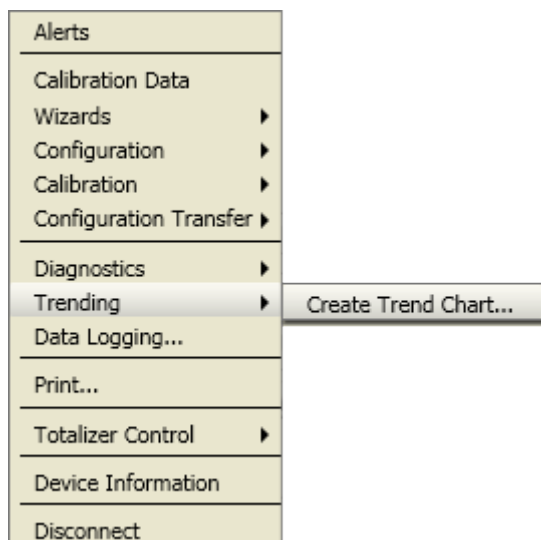 Alerts
Calibration Data
Wizards
Configuration
Calibration
Configuration Transfer
Diagnostics
Trending
Create Trend Chart...
Data Logging...
Print...
Totalizer Control
Device Information
Disconnect